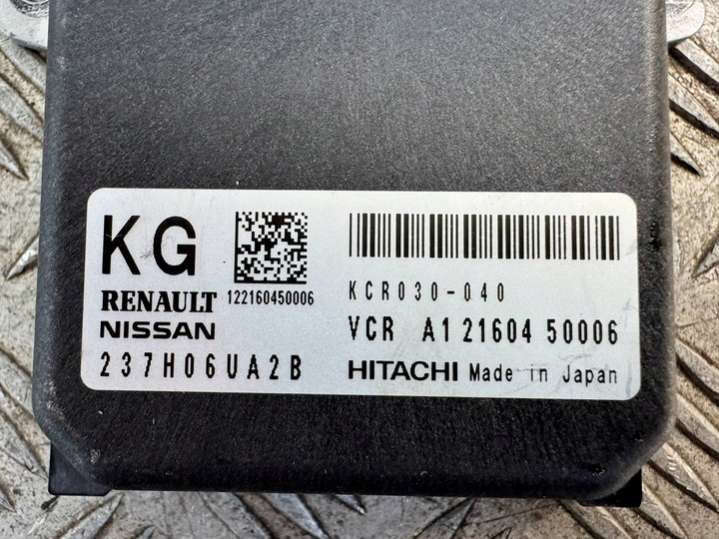 KG
122160450006
RENAULT
NISSAN
237H06UA2B
KCR030-040
VCR A1 21604 50006
HITACHI Made in Japan